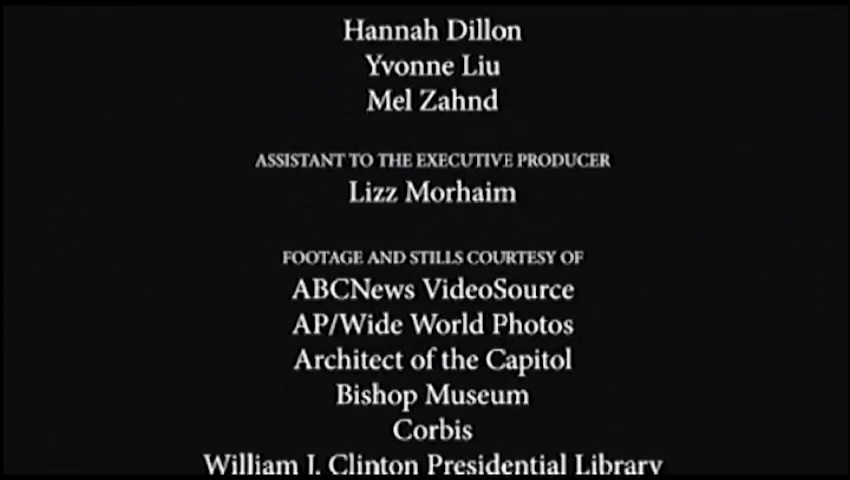 Hannah Dillon
Yvonne Liu
Mel Zahnd
ASSISTANT TO THE EXECUTIVE PRODUCER
Lizz Morhaim
FOOTAGE AND STILLS COURTESY OF
ABCNews VideoSource
AP/Wide World Photos
Architect of the Capitol
Bishop Museum
Corbis
William J. Clinton Presidential Library